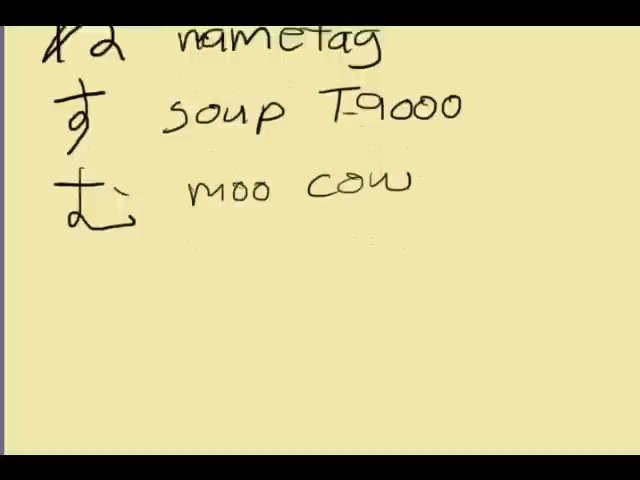 ね nametag
す soup T-9000
む moo cow